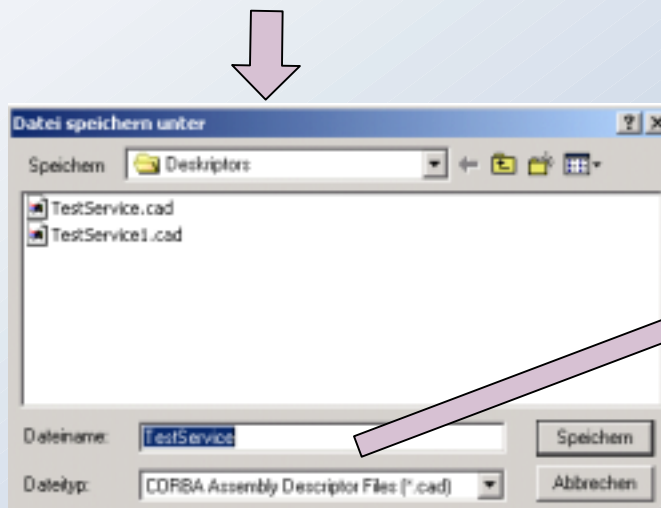 Datei speichern unter
Speichern Deskriptors
TestService.cad
TestService1.cad
Dateiname: TestService Speichern
Dateityp: CORBA Assembly Descriptor Files (*.cad) Abbrechen